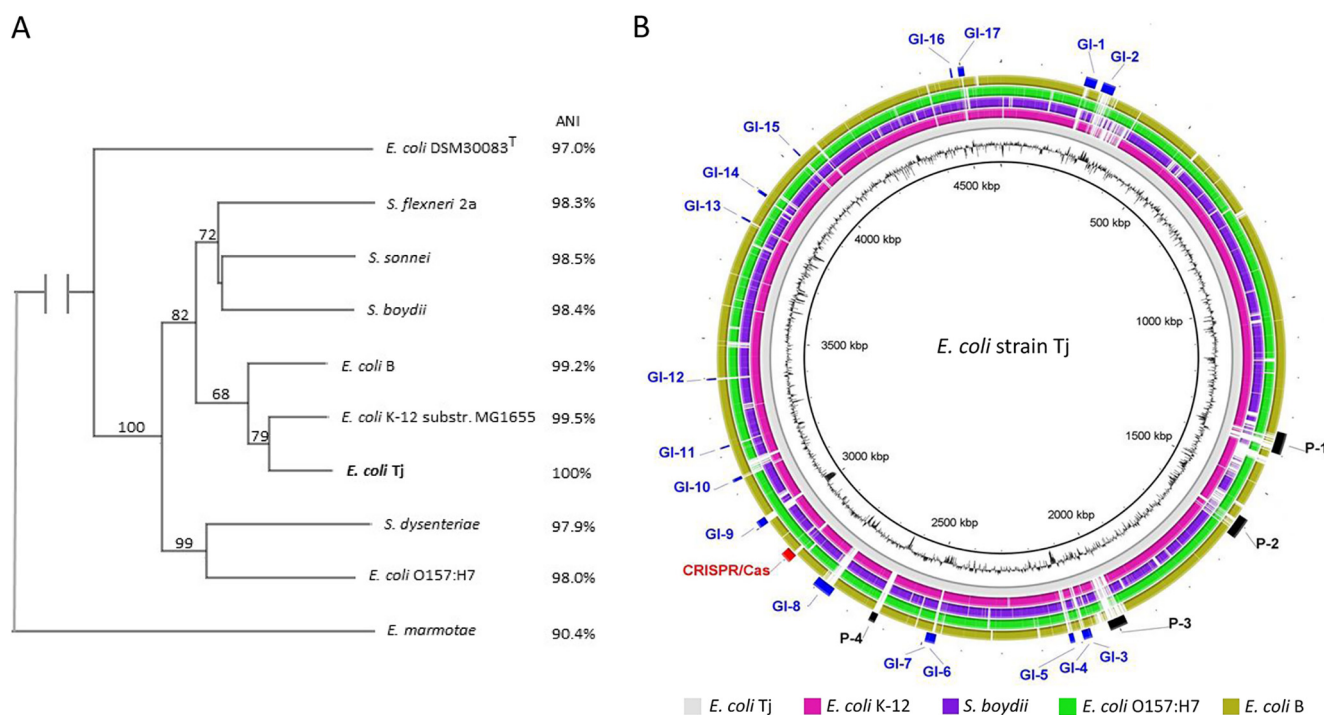 A
ANI
E. coli DSM30083T 97.0%
S. flexneri 2a 98.3%
72
S. sonnei 98.5%
S. boydii 98.4%
82
E. coli B 99.2%
68
E. coli K-12 substr. MG1655 99.5%
79
100
E. coli Tj 100%
S. dysenteriae 97.9%
99
E. coli O157:H7 98.0%
E. marmotae 90.4%
B
GI-16
GI-17
GI-1
GI-2
GI-15
GI-14
GI-13
GI-12
GI-11
GI-10
GI-9
CRISPR/Cas
GI-8
P-4
GI-7
GI-6
GI-5
GI-4
GI-3
P-3
P-2
P-1
4500 kbp
500 kbp
4000 kbp
1000 kbp
3500 kbp
E. coli strain Tj
1500 kbp
3000 kbp
2000 kbp
2500 kbp
E. coli Tj
E. coli K-12
S. boydii
E. coli O157:H7
E. coli B